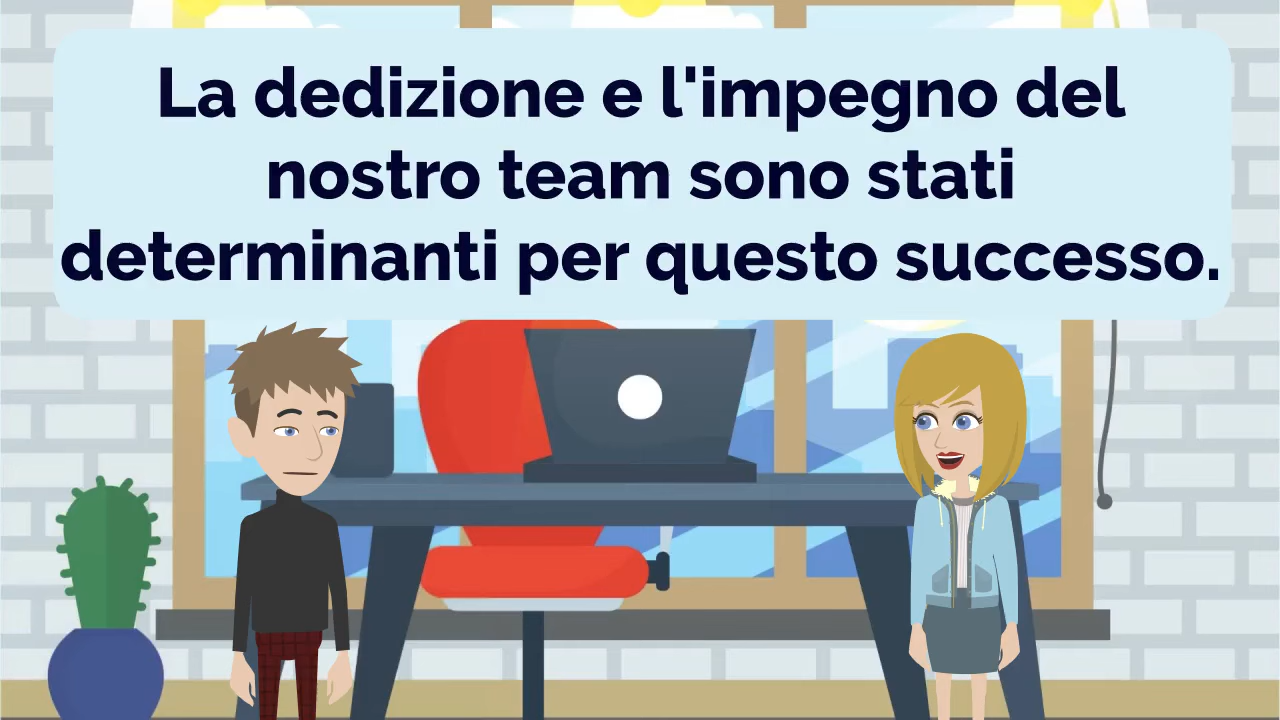 La dedizione e l'impegno del
nostro team sono stati
determinanti per questo successo.